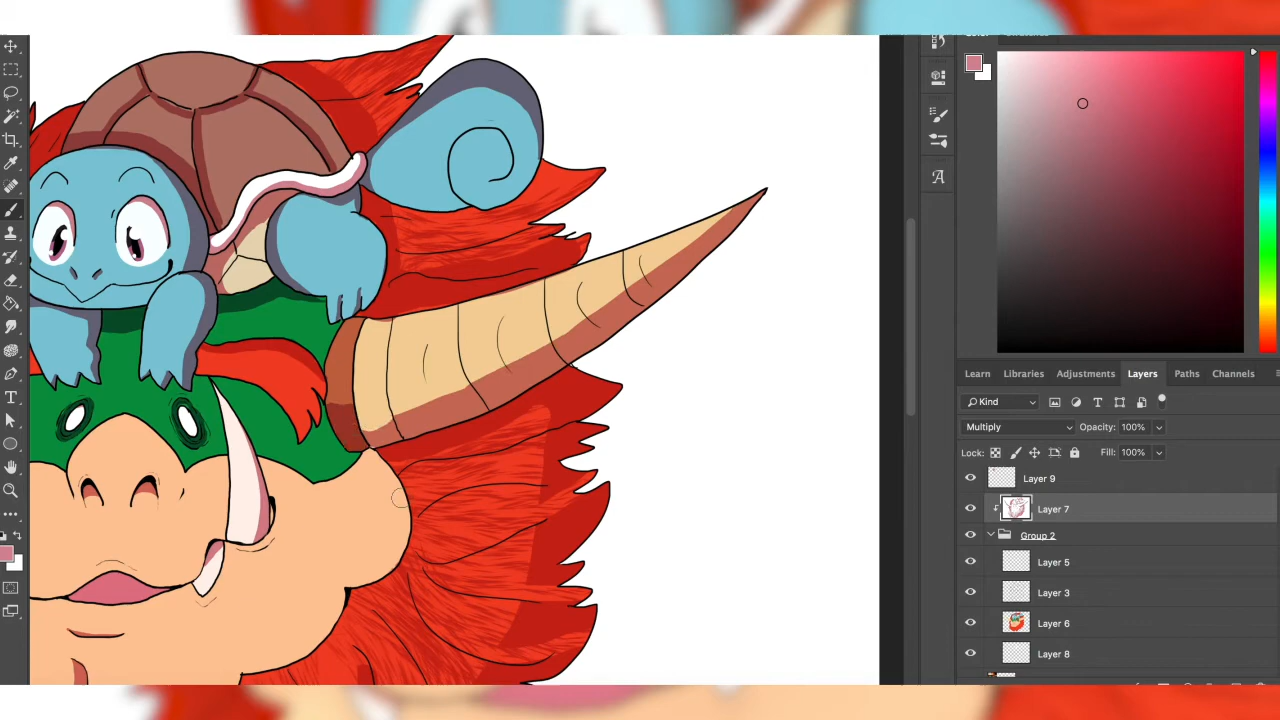 Learn Libraries Adjustments Layers Paths Channels
Kind
Multiply Opacity: 100%
Lock: Fill: 100%
Layer 9
Layer 7
Group 2
Layer 5
Layer 3
Layer 6
Layer 8